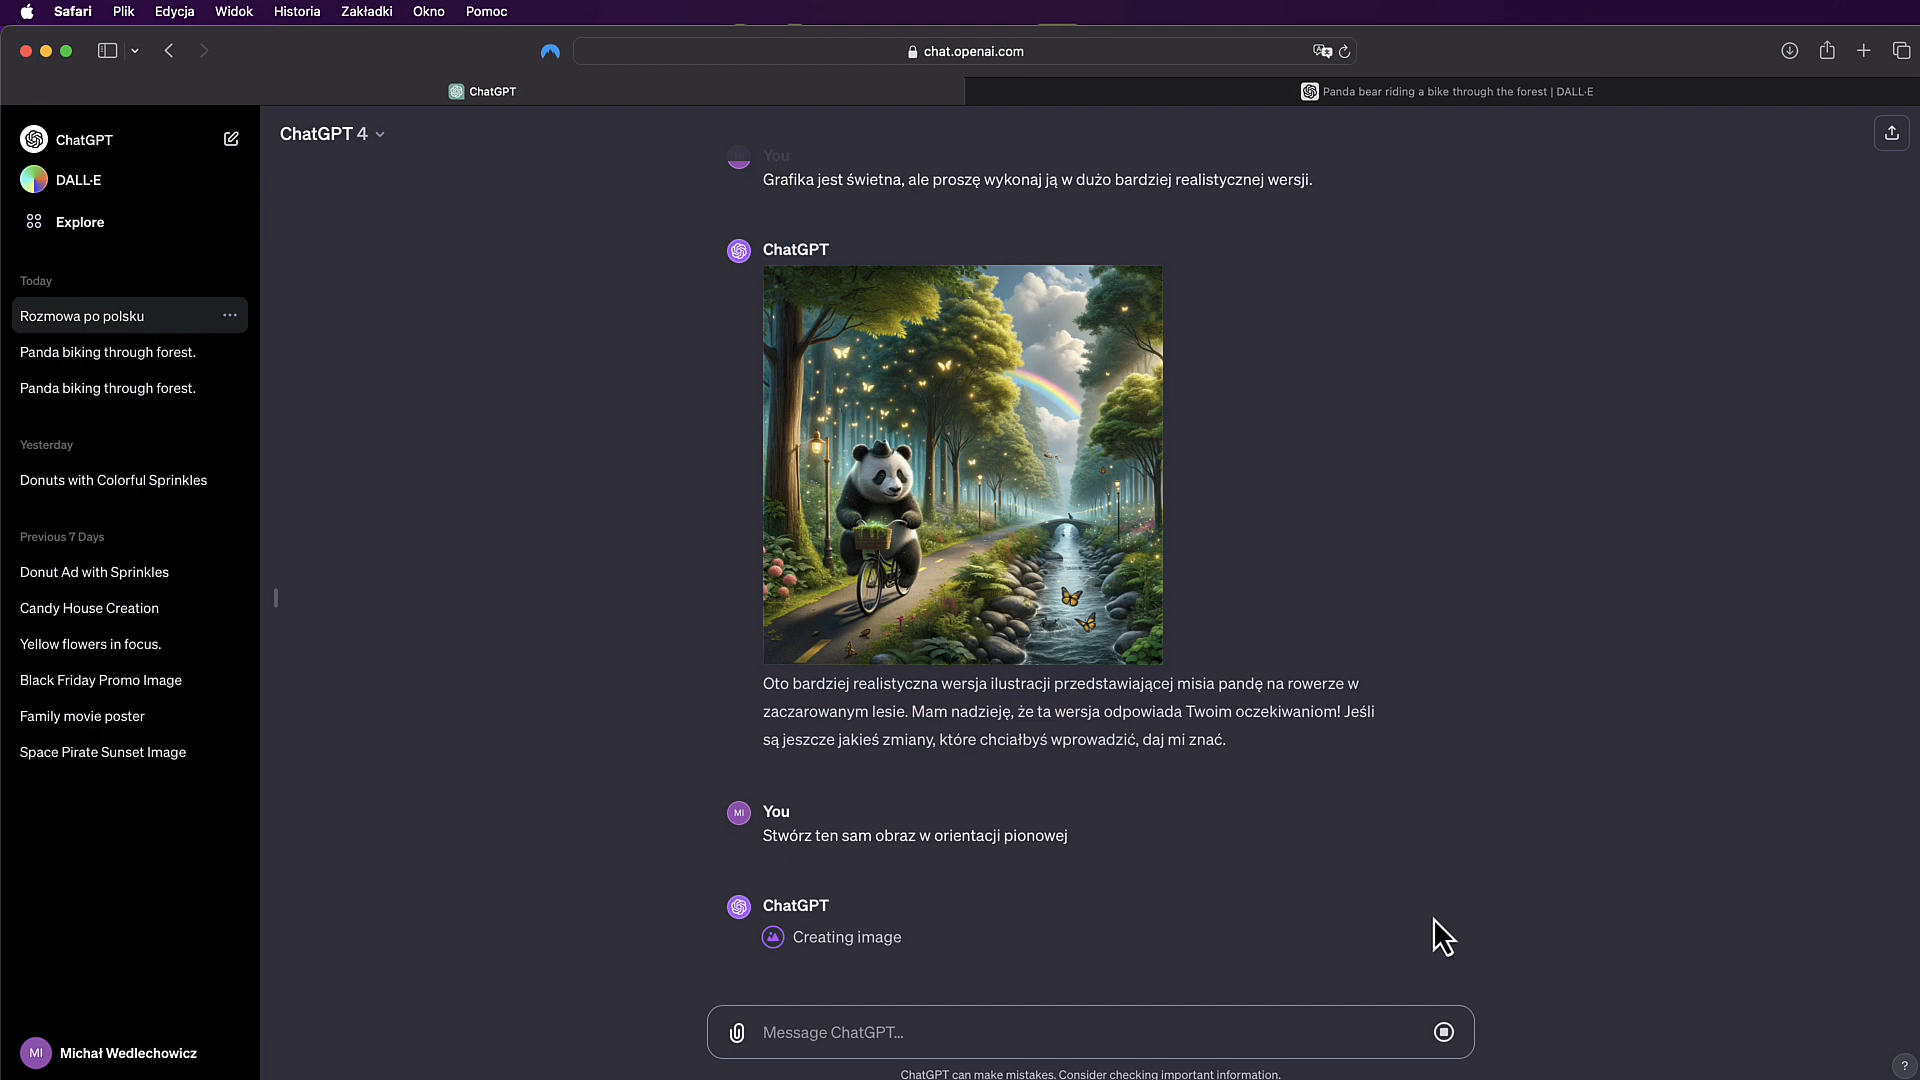 Safari Plik Edycja Widok Historia Zakładki Okno Pomoc
chat.openai.com
ChatGPT
Panda bear riding a bike through the forest | DALL·E
ChatGPT
DALL·E
Explore
Today
Rozmowa po polsku
Panda biking through forest.
Panda biking through forest.
Yesterday
Donuts with Colorful Sprinkles
Previous 7 Days
Donut Ad with Sprinkles
Candy House Creation
Yellow flowers in focus.
Black Friday Promo Image
Family movie poster
Space Pirate Sunset Image
MI Michał Wedlechowicz
ChatGPT 4
You
Grafika jest świetna, ale proszę wykonaj ją w dużo bardziej realistycznej wersji.
ChatGPT
Oto bardziej realistyczna wersja ilustracji przedstawiającej misia pandę na rowerze w
zaczarowanym lesie. Mam nadzieję, że ta wersja odpowiada Twoim oczekiwaniom! Jeśli
są jeszcze jakieś zmiany, które chciałbyś wprowadzić, daj mi znać.
MI You
Stwórz ten sam obraz w orientacji pionowej
ChatGPT
Creating image
Message ChatGPT...
ChatGPT can make mistakes. Consider checking important information.
?